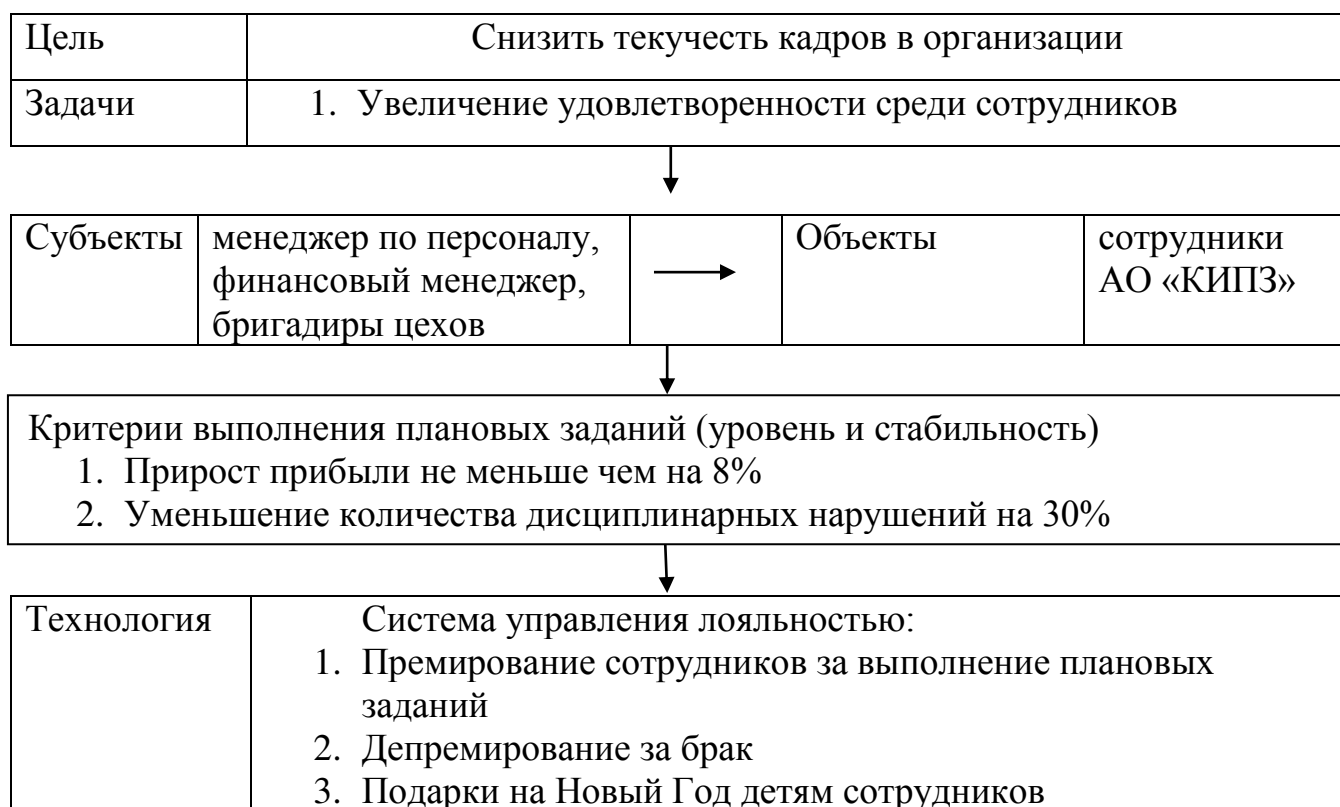 Цель Снизить текучесть кадров в организации
Задачи 1. Увеличение удовлетворенности среди сотрудников
Субъекты менеджер по персоналу, Объекты сотрудники
финансовый менеджер, АО «КИПЗ»
бригадиры цехов
Критерии выполнения плановых заданий (уровень и стабильность)
1. Прирост прибыли не меньше чем на 8%
2. Уменьшение количества дисциплинарных нарушений на 30%
Технология Система управления лояльностью:
1. Премирование сотрудников за выполнение плановых
заданий
2. Депремирование за брак
3. Подарки на Новый Год детям сотрудников